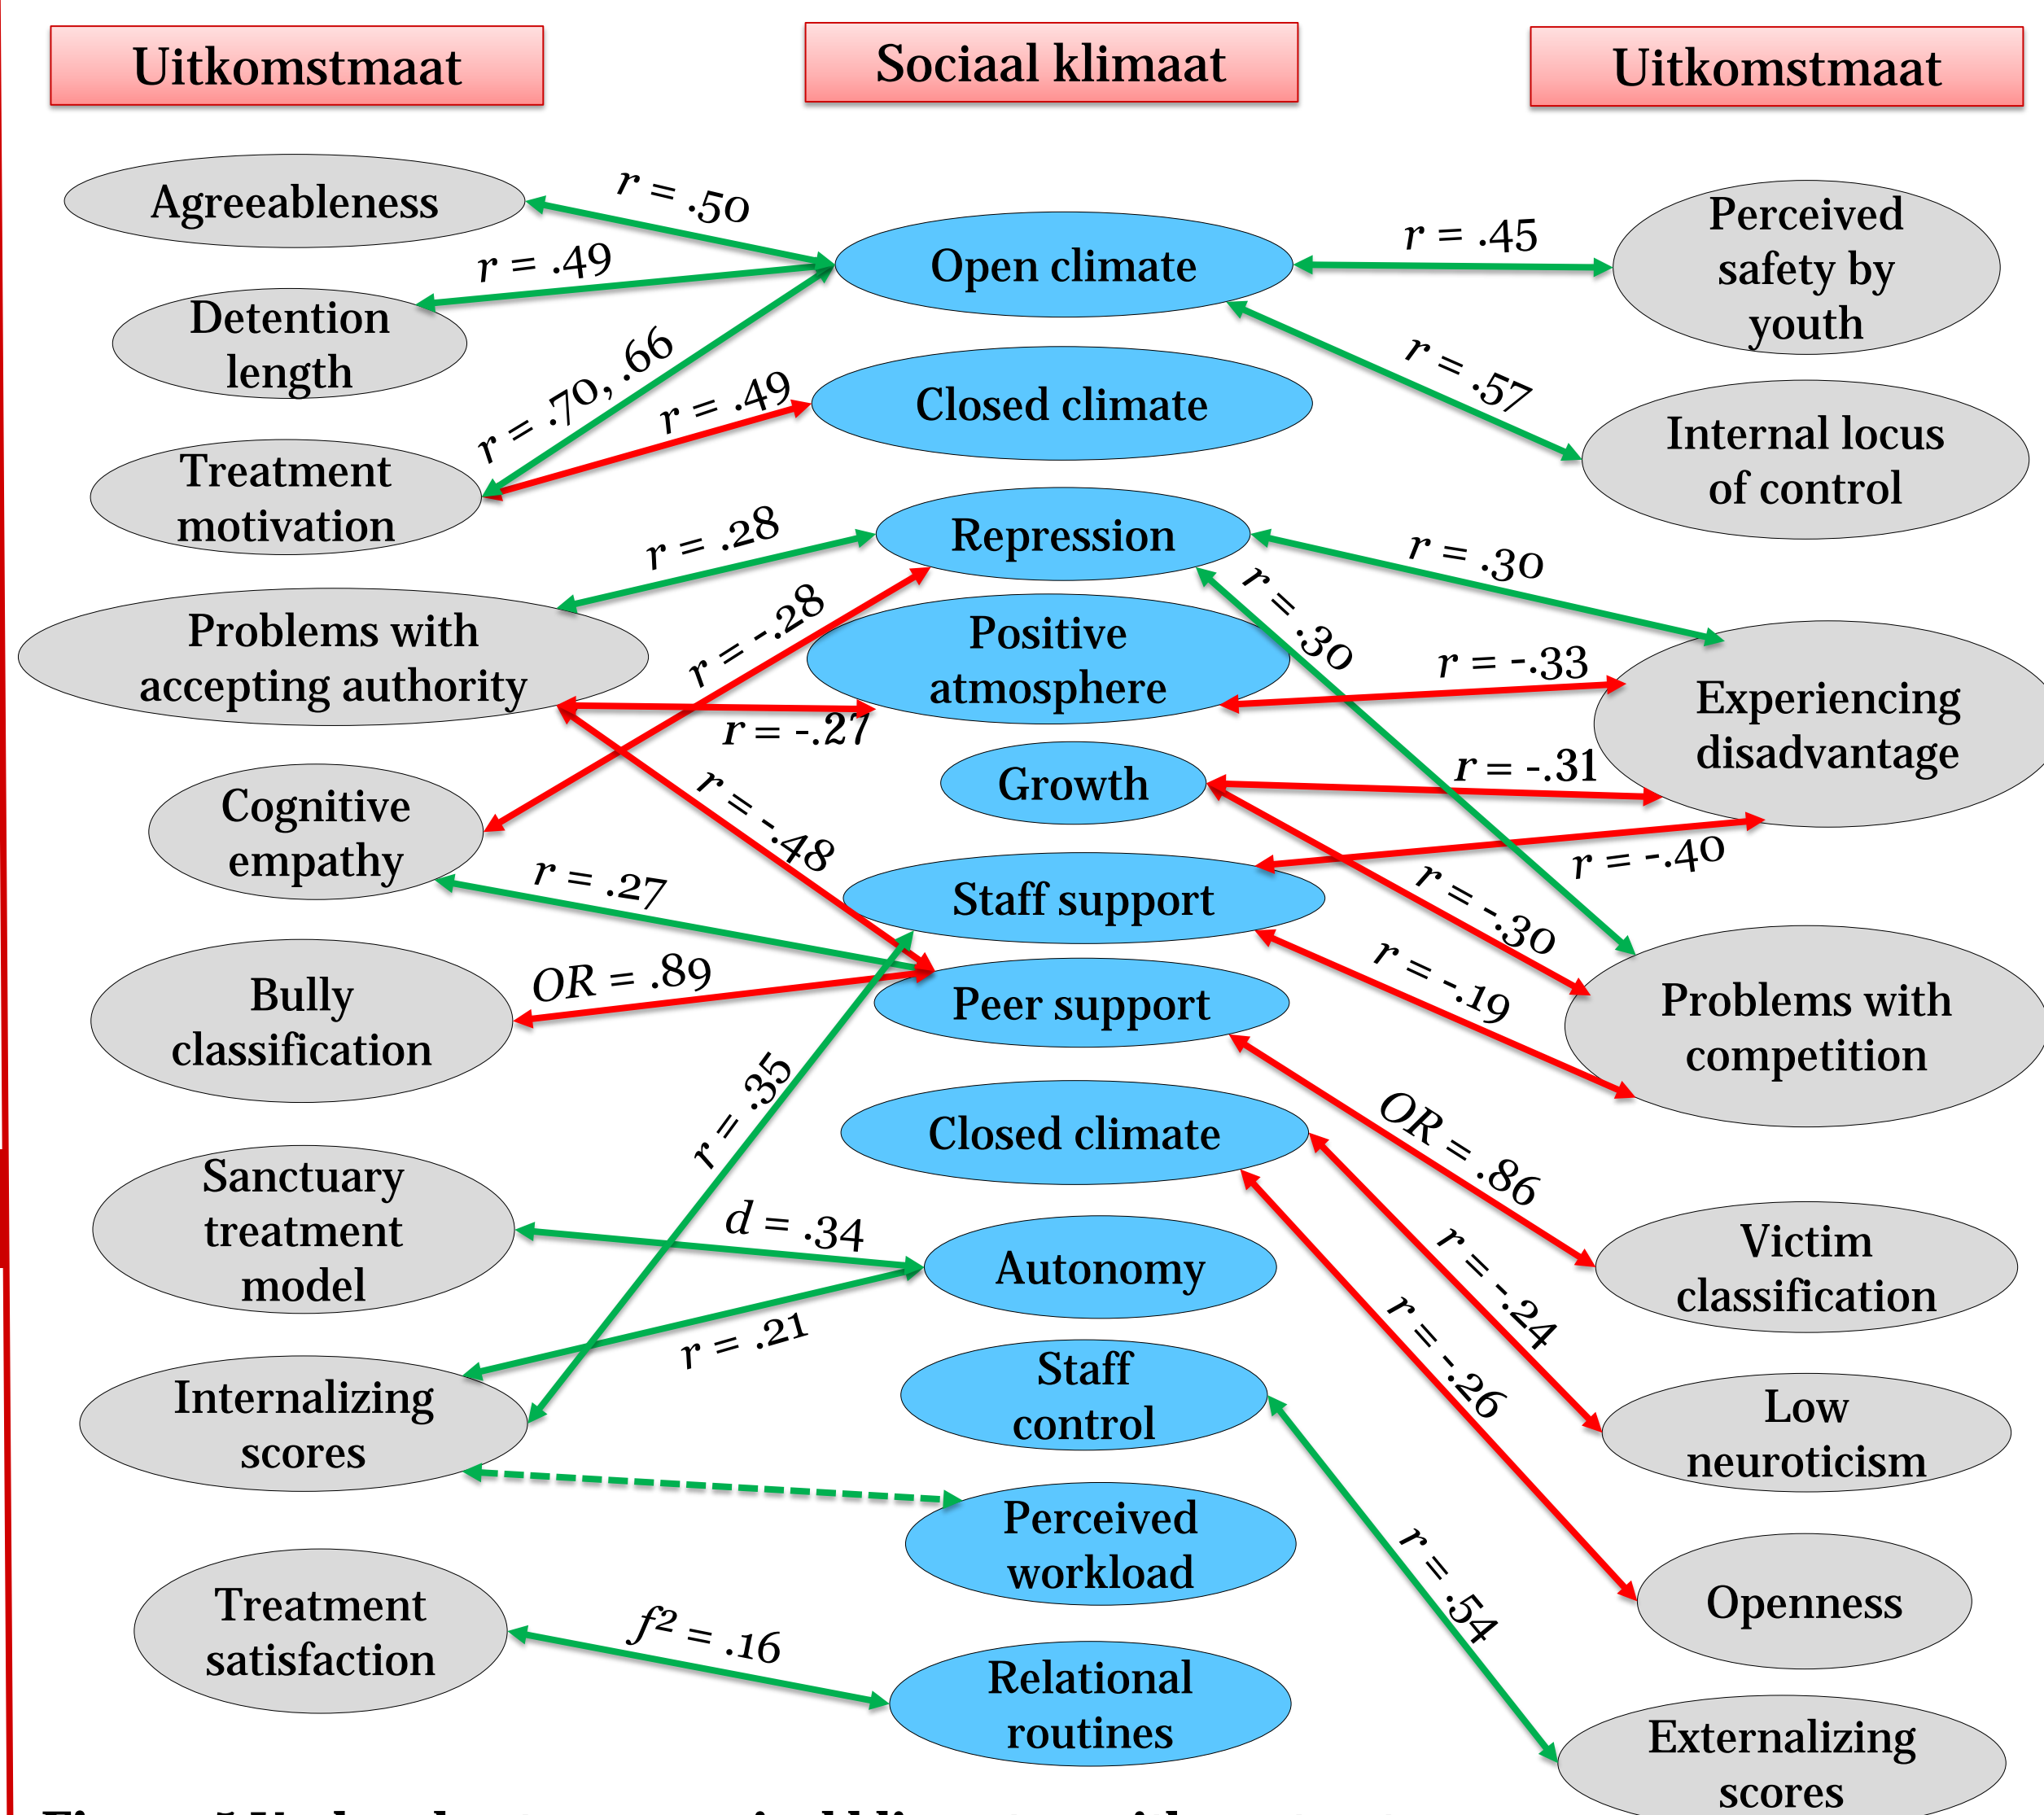 Uitkomstmaat
Sociaal klimaat
Uitkomstmaat
Agreeableness
Detention
length
Treatment
motivation
Problems with
accepting authority
Cognitive
empathy
Bully
classification
Sanctuary
treatment
model
Internalizing
scores
Treatment
satisfaction
r = .50
r = .49
r = .70, .66
r = .49
r = .28
r = -.28
r = -.27
r = -.48
r = .27
OR = .89
r = .35
d = .34
r = .21
f² = .16
Open climate
Closed climate
Repression
Positive
atmosphere
Growth
Staff support
Peer support
Closed climate
Autonomy
Staff
control
Perceived
workload
Relational
routines
r = .45
r = .57
r = .30
r = .30
r = -.33
r = -.31
r = -.40
r = -.30
r = -.19
OR = .86
r = -.24
r = -.26
r = .54
Perceived
safety by
youth
Internal locus
of control
Experiencing
disadvantage
Problems with
competition
Victim
classification
Low
neuroticism
Openness
Externalizing
scores